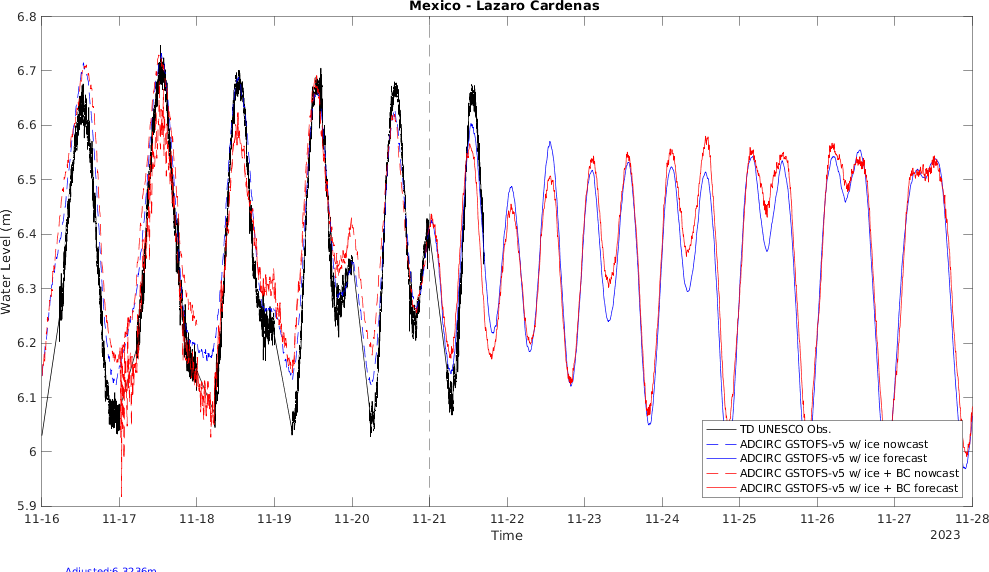 Mexico - Lazaro Cardenas
6.8
6.7
6.6
6.5
6.4
6.3
6.2
6.1
6
5.9
Water Level (m)
TD UNESCO Obs.
ADCIRC GSTOFS-v5 w/ ice nowcast
ADCIRC GSTOFS-v5 w/ ice forecast
ADCIRC GSTOFS-v5 w/ ice + BC nowcast
ADCIRC GSTOFS-v5 w/ ice + BC forecast
11-16 11-17 11-18 11-19 11-20 11-21 11-22 11-23 11-24 11-25 11-26 11-27 11-28
Time
2023
Adjusted:6.3236m